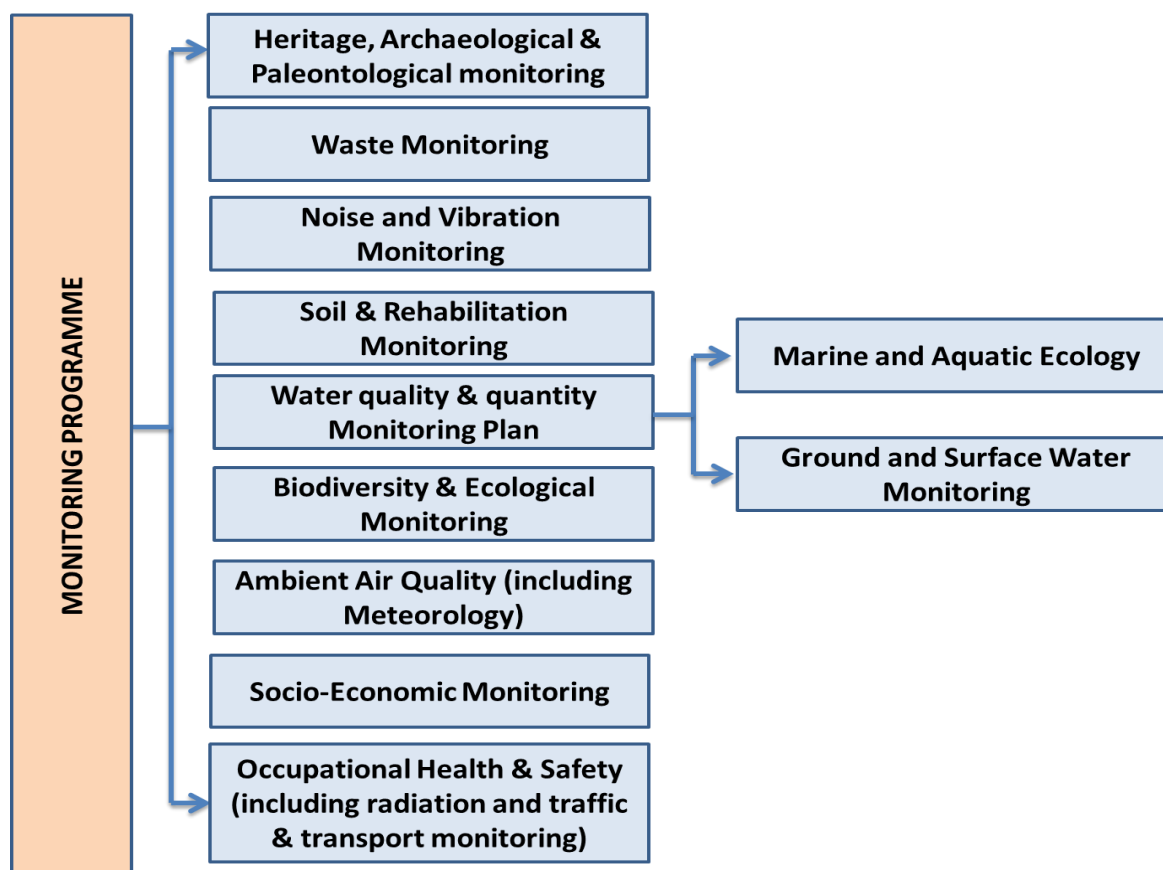 MONITORING PROGRAMME
Heritage, Archaeological &
Paleontological monitoring
Waste Monitoring
Noise and Vibration
Monitoring
Soil & Rehabilitation
Monitoring
Water quality & quantity
Monitoring Plan
Marine and Aquatic Ecology
Ground and Surface Water
Monitoring
Biodiversity & Ecological
Monitoring
Ambient Air Quality (including
Meteorology)
Socio-Economic Monitoring
Occupational Health & Safety
(including radiation and traffic
& transport monitoring)